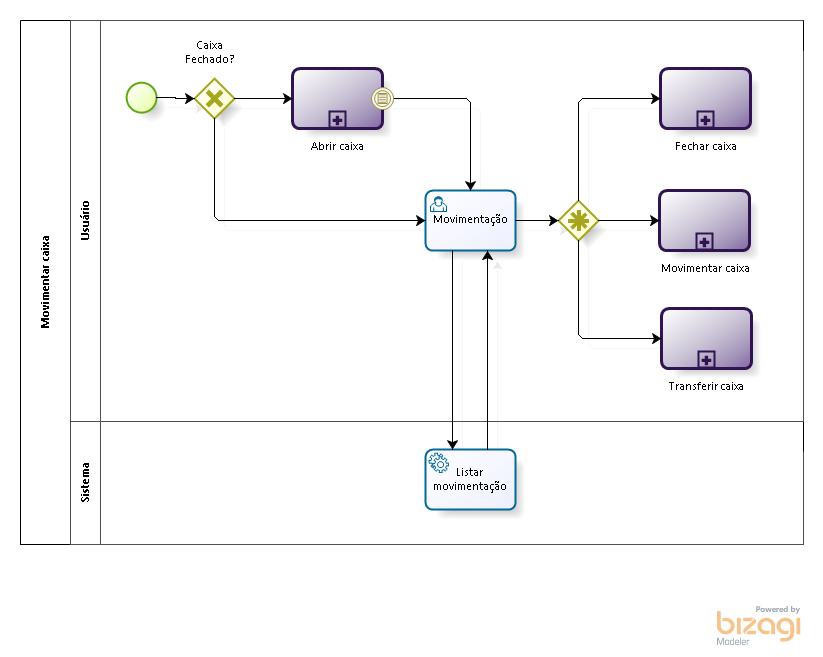 Movimentar caixa
Usuário
Caixa
Fechado?
Abrir caixa
Fechar caixa
Movimentação
Movimentar caixa
Transferir caixa
Sistema
Listar
movimentação
Powered by
bizagi
Modeler